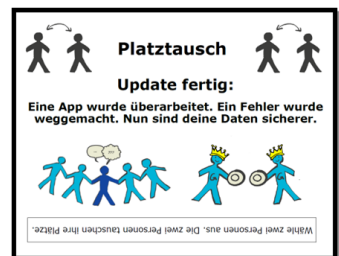 Platztausch
Update fertig:
Eine App wurde überarbeitet. Ein Fehler wurde
weggemacht. Nun sind deine Daten sicherer.
Wähle zwei Personen aus. Die zwei Personen tauschen ihre Plätze.